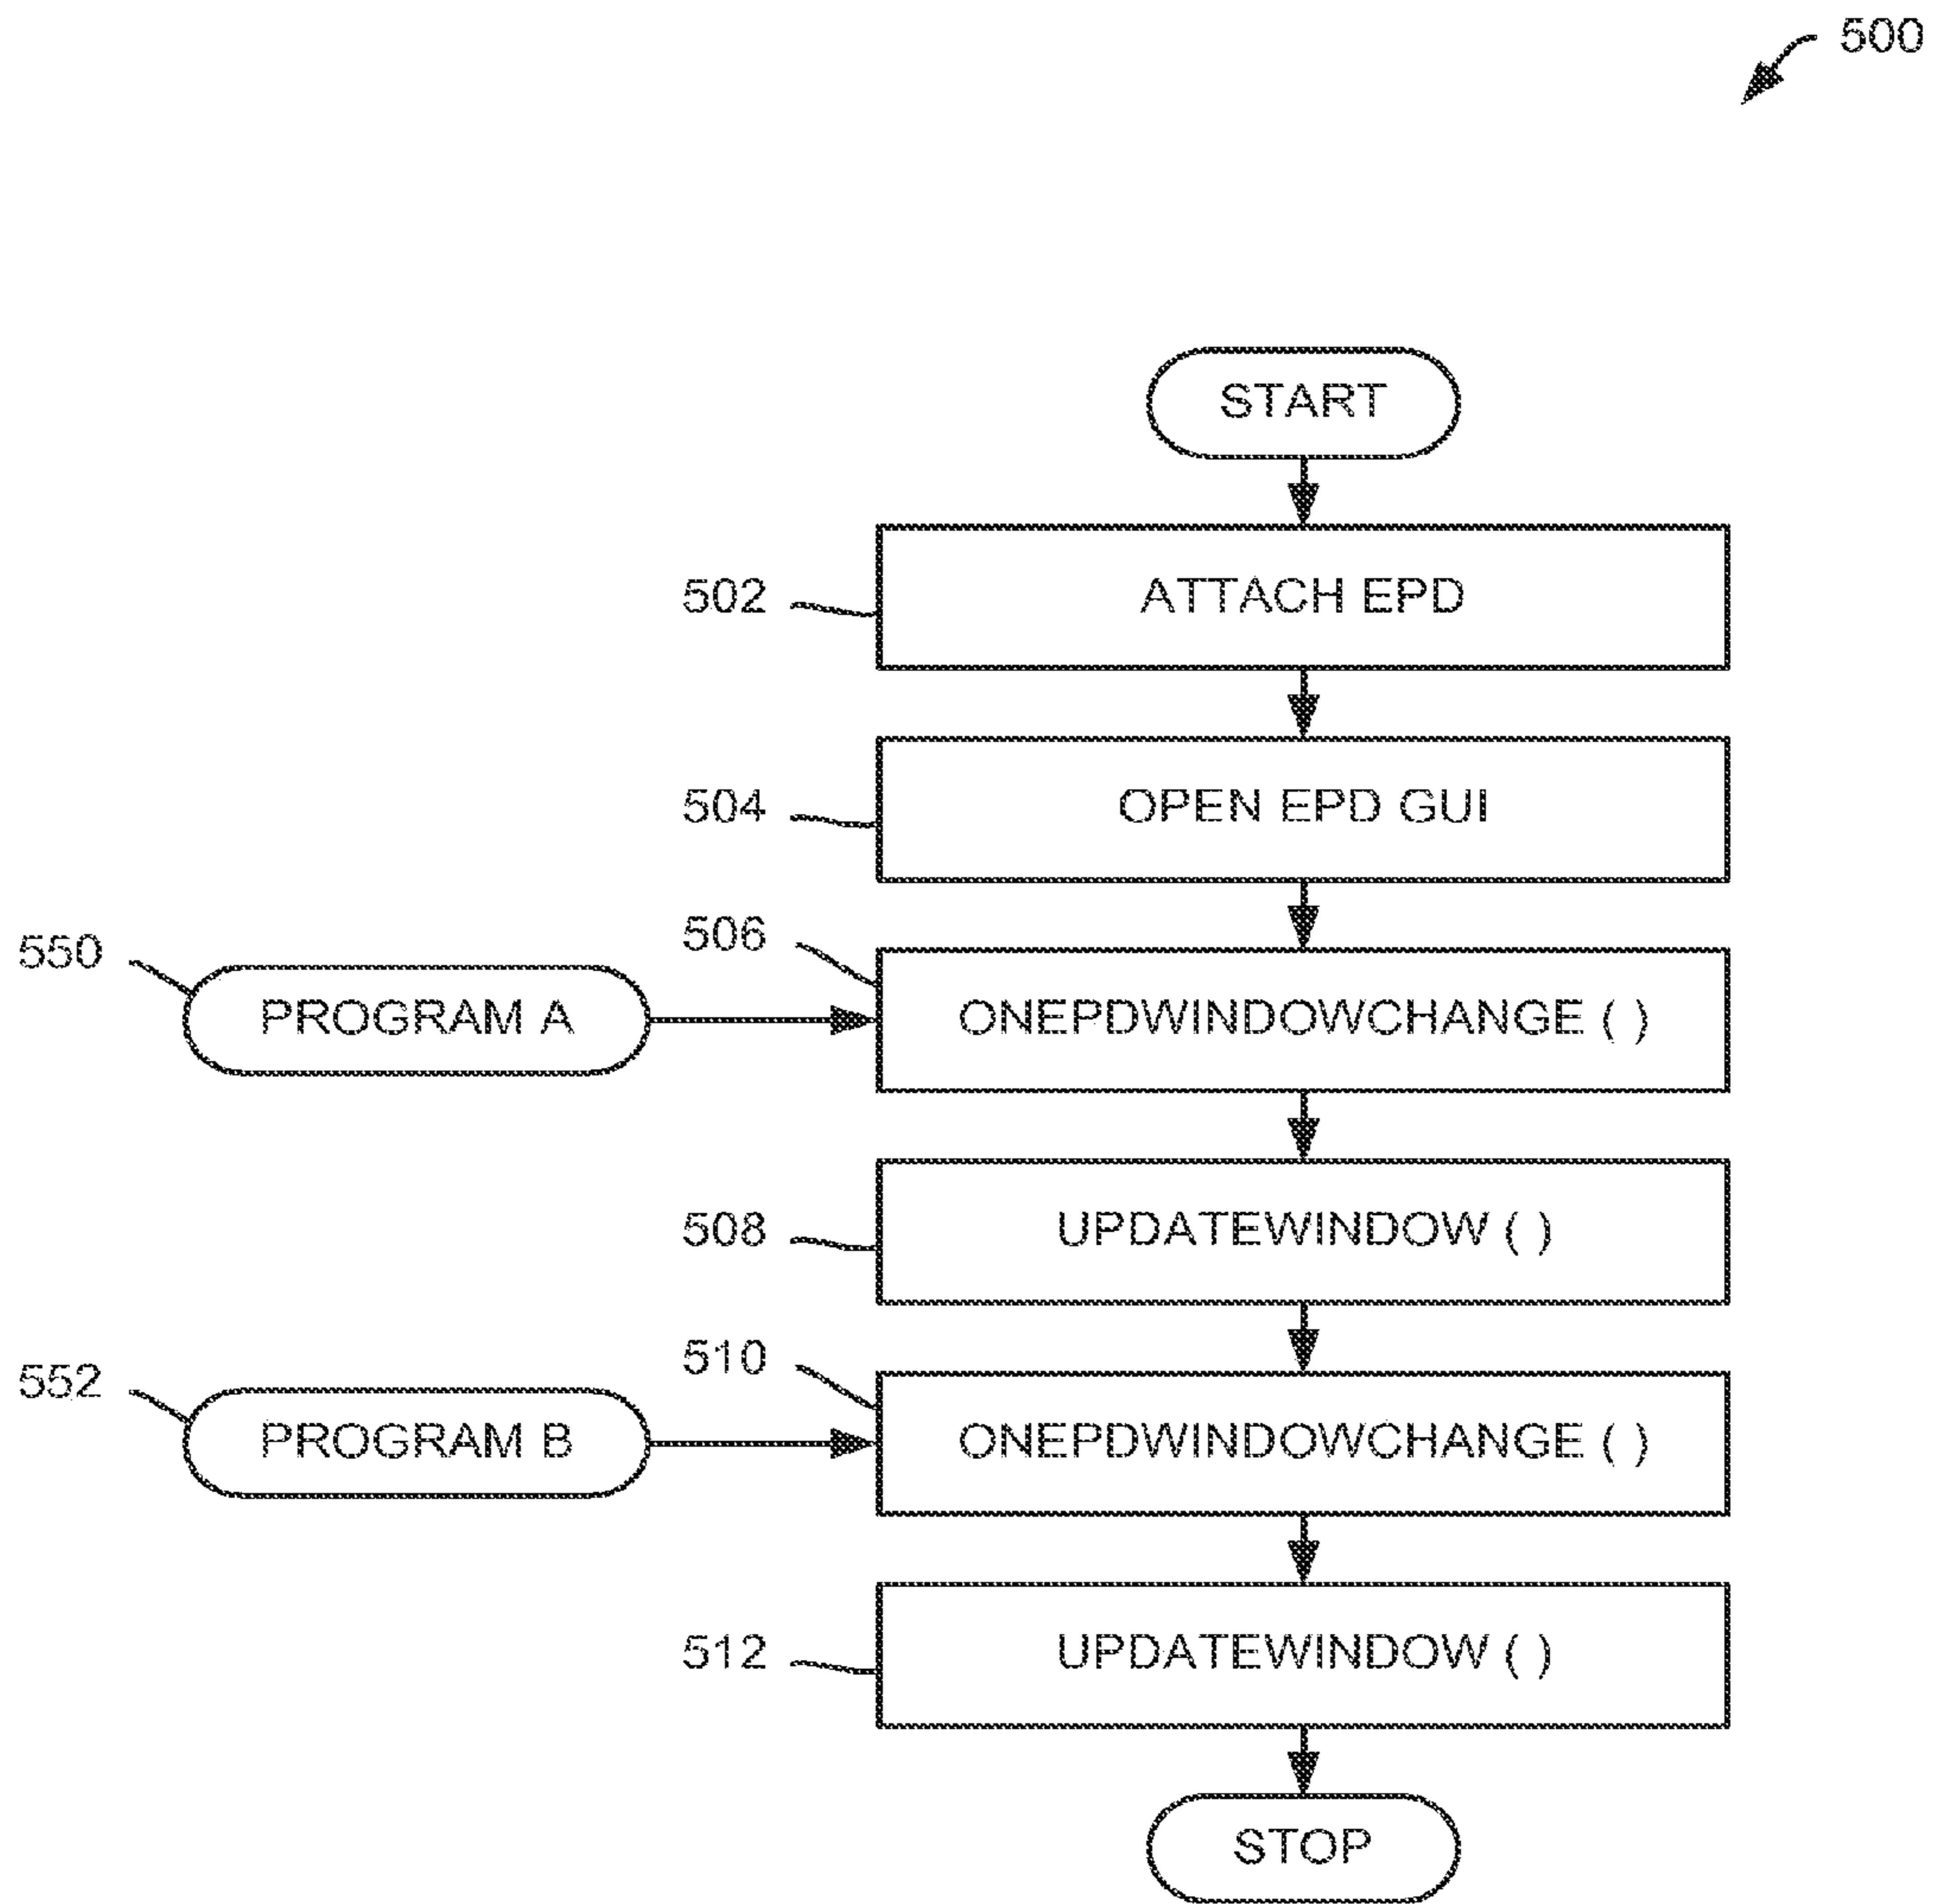 500
START
502
ATTACH EPD
504
OPEN EPD GUI
506
550
PROGRAM A
ONEPDWINDOWCHANGE ( )
508
UPDATEWINDOW ( )
510
552
PROGRAM B
ONEPDWINDOWCHANGE ( )
512
UPDATEWINDOW ( )
STOP